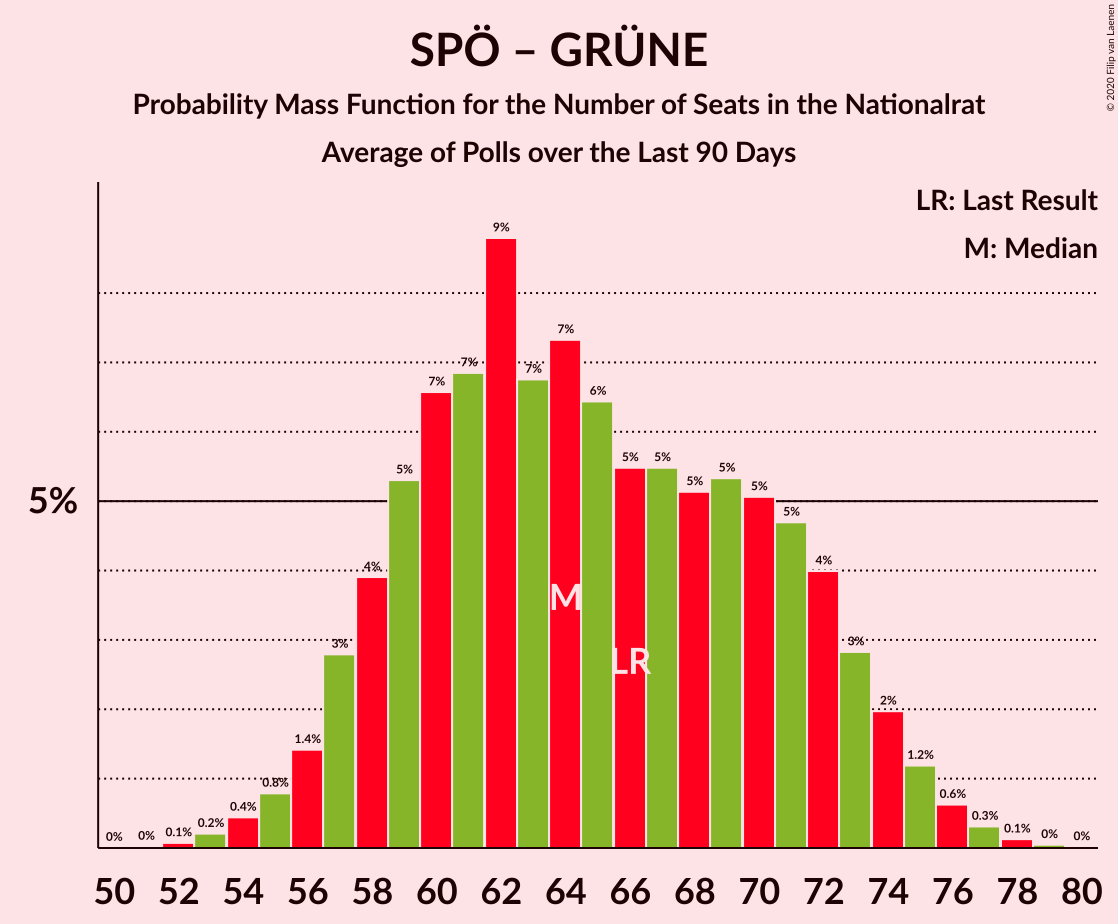 SPÖ – GRÜNE
Probability Mass Function for the Number of Seats in the Nationalrat
Average of Polls over the Last 90 Days
© 2020 Filip van Laenen
LR: Last Result
M: Median
5%
0% 0% 0.1% 0.2% 0.4% 0.8% 1.4% 3% 4% 5% 7% 7% 9% 7% 7% 6% 5% 5% 5% 5% 5% 5% 4% 3% 2% 1.2% 0.6% 0.3% 0.1% 0% 0%
M
LR
50 52 54 56 58 60 62 64 66 68 70 72 74 76 78 80